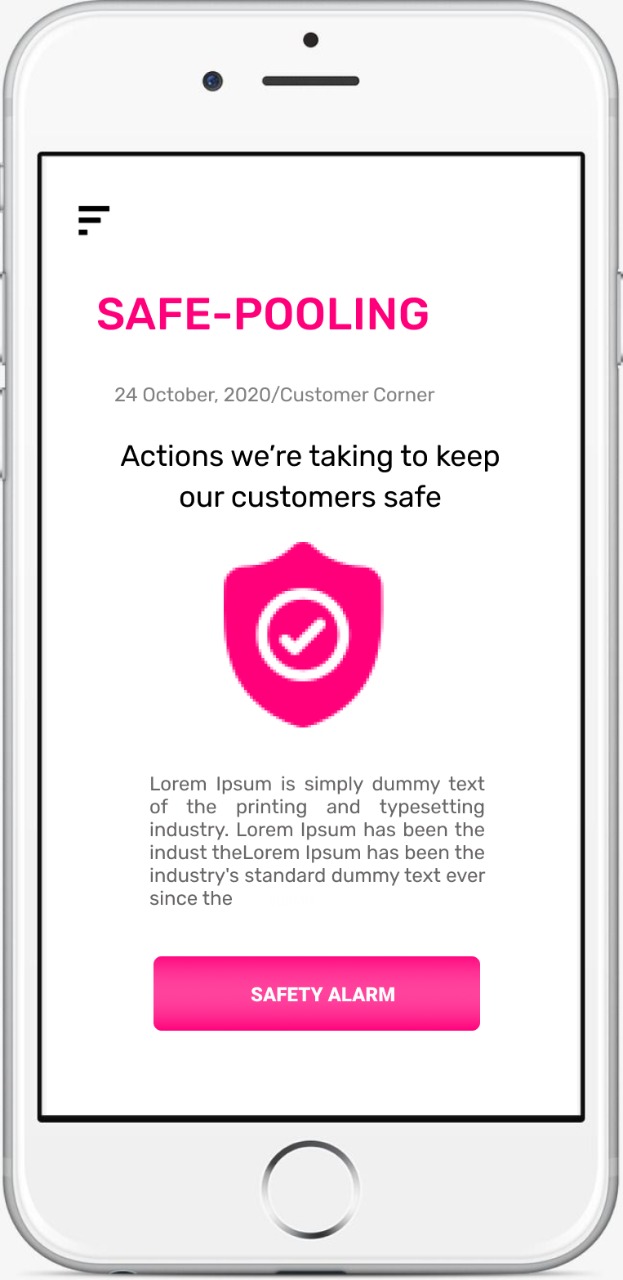 SAFE-POOLING
24 October, 2020/Customer Corner
Actions we’re taking to keep
our customers safe
Lorem Ipsum is simply dummy text
of the printing and typesetting
industry. Lorem Ipsum has been the
indust theLorem Ipsum has been the
industry's standard dummy text ever
since the
SAFETY ALARM